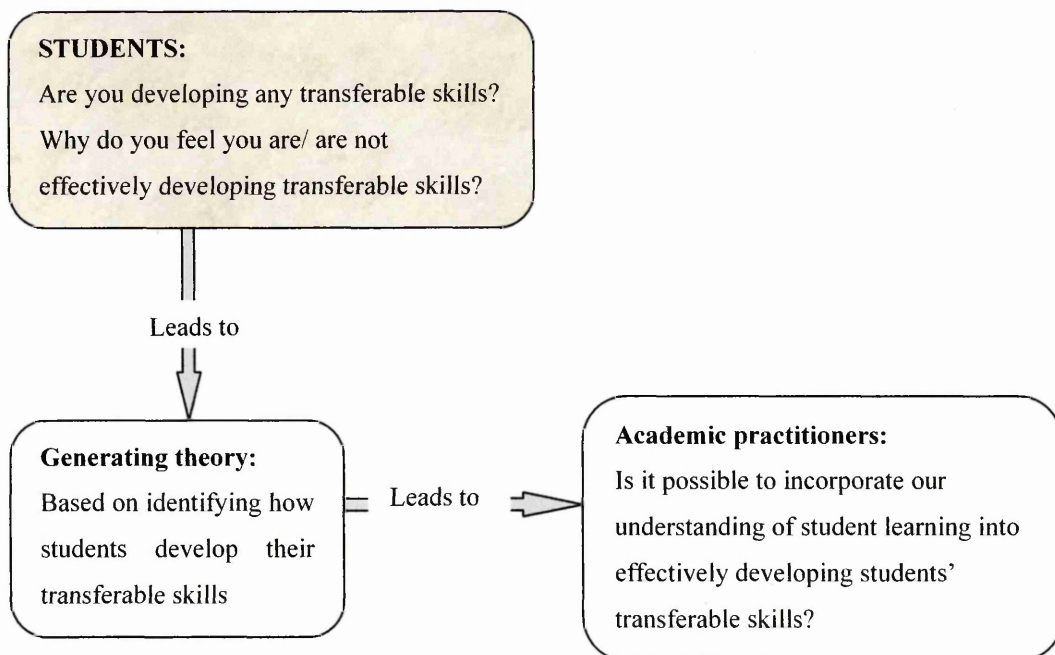 STUDENTS:
Are you developing any transferable skills?
Why do you feel you are/ are not
effectively developing transferable skills?
Leads to
Generating theory:
Based on identifying how
students develop their
transferable skills
Leads to
Academic practitioners:
Is it possible to incorporate our
understanding of student learning into
effectively developing students’
transferable skills?